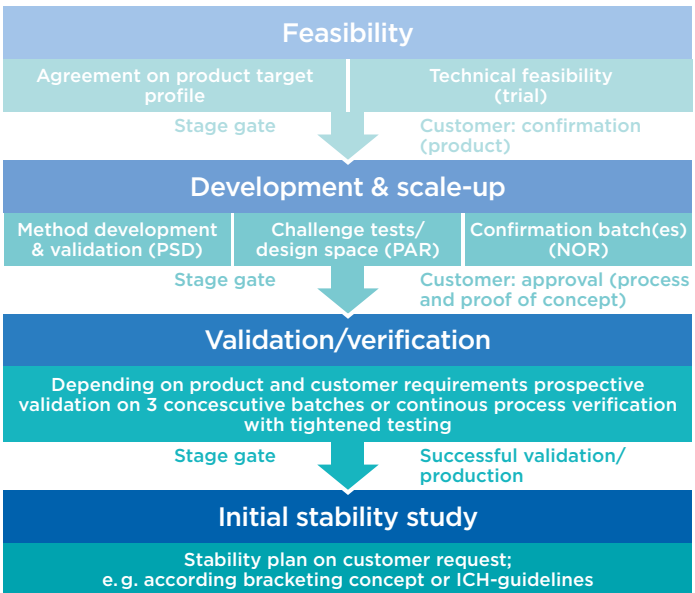 Feasibility
Agreement on product target
profile
Technical feasibility
(trial)
Stage gate
Customer: confirmation
(product)
Development & scale-up
Method development
& validation (PSD)
Challenge tests/
design space (PAR)
Confirmation batch(es)
(NOR)
Stage gate
Customer: approval (process
and proof of concept)
Validation/verification
Depending on product and customer requirements prospective
validation on 3 concescutive batches or continous process verification
with tightened testing
Stage gate
Successful validation/
production
Initial stability study
Stability plan on customer request;
e. g. according bracketing concept or ICH-guidelines